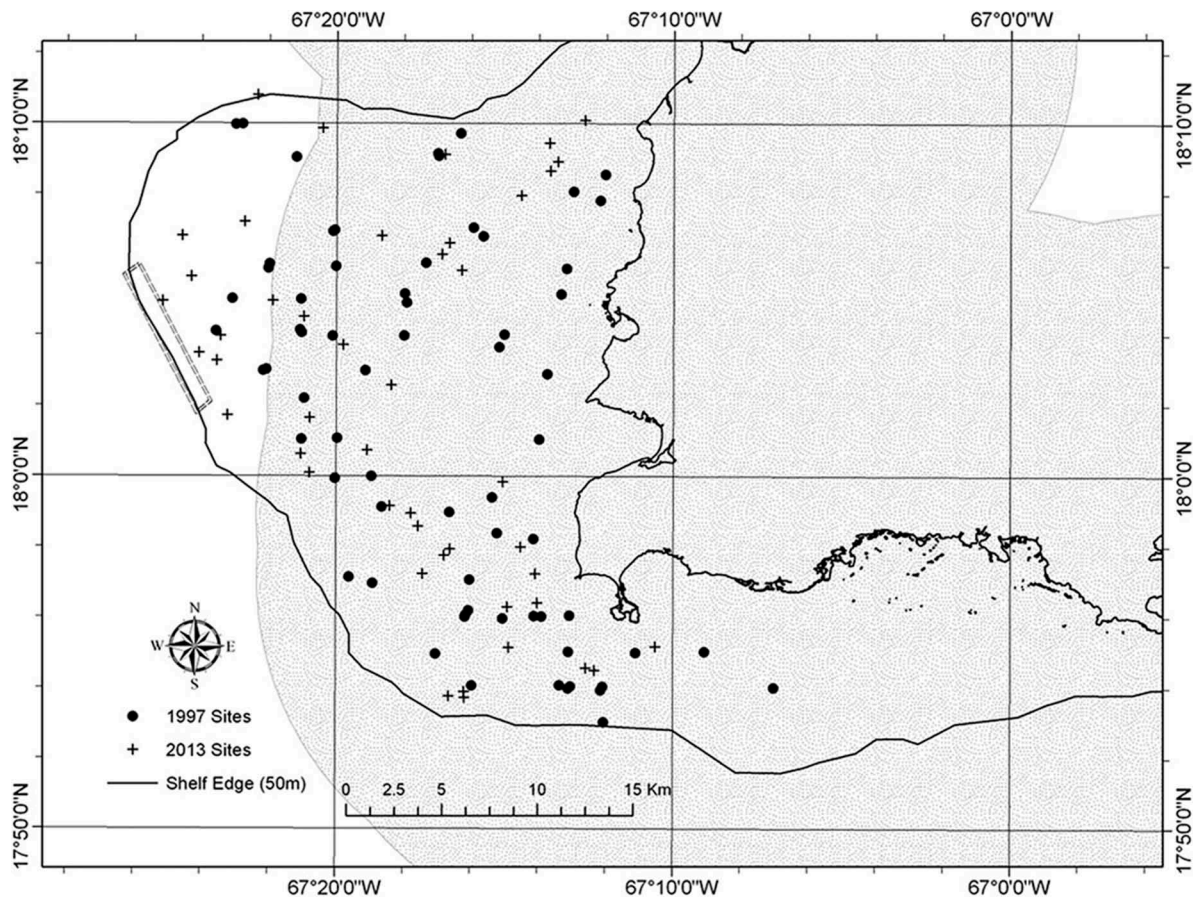 67°20'0"W 67°10'0"W 67°0'0"W
18°10'0"N 18°10'0"N
18°0'0"N 18°0'0"N
N
W E
S
1997 Sites
2013 Sites
Shelf Edge (50m)
0 2.5 5 10 15 Km
17°50'0"N 17°50'0"N
67°20'0"W 67°10'0"W 67°0'0"W